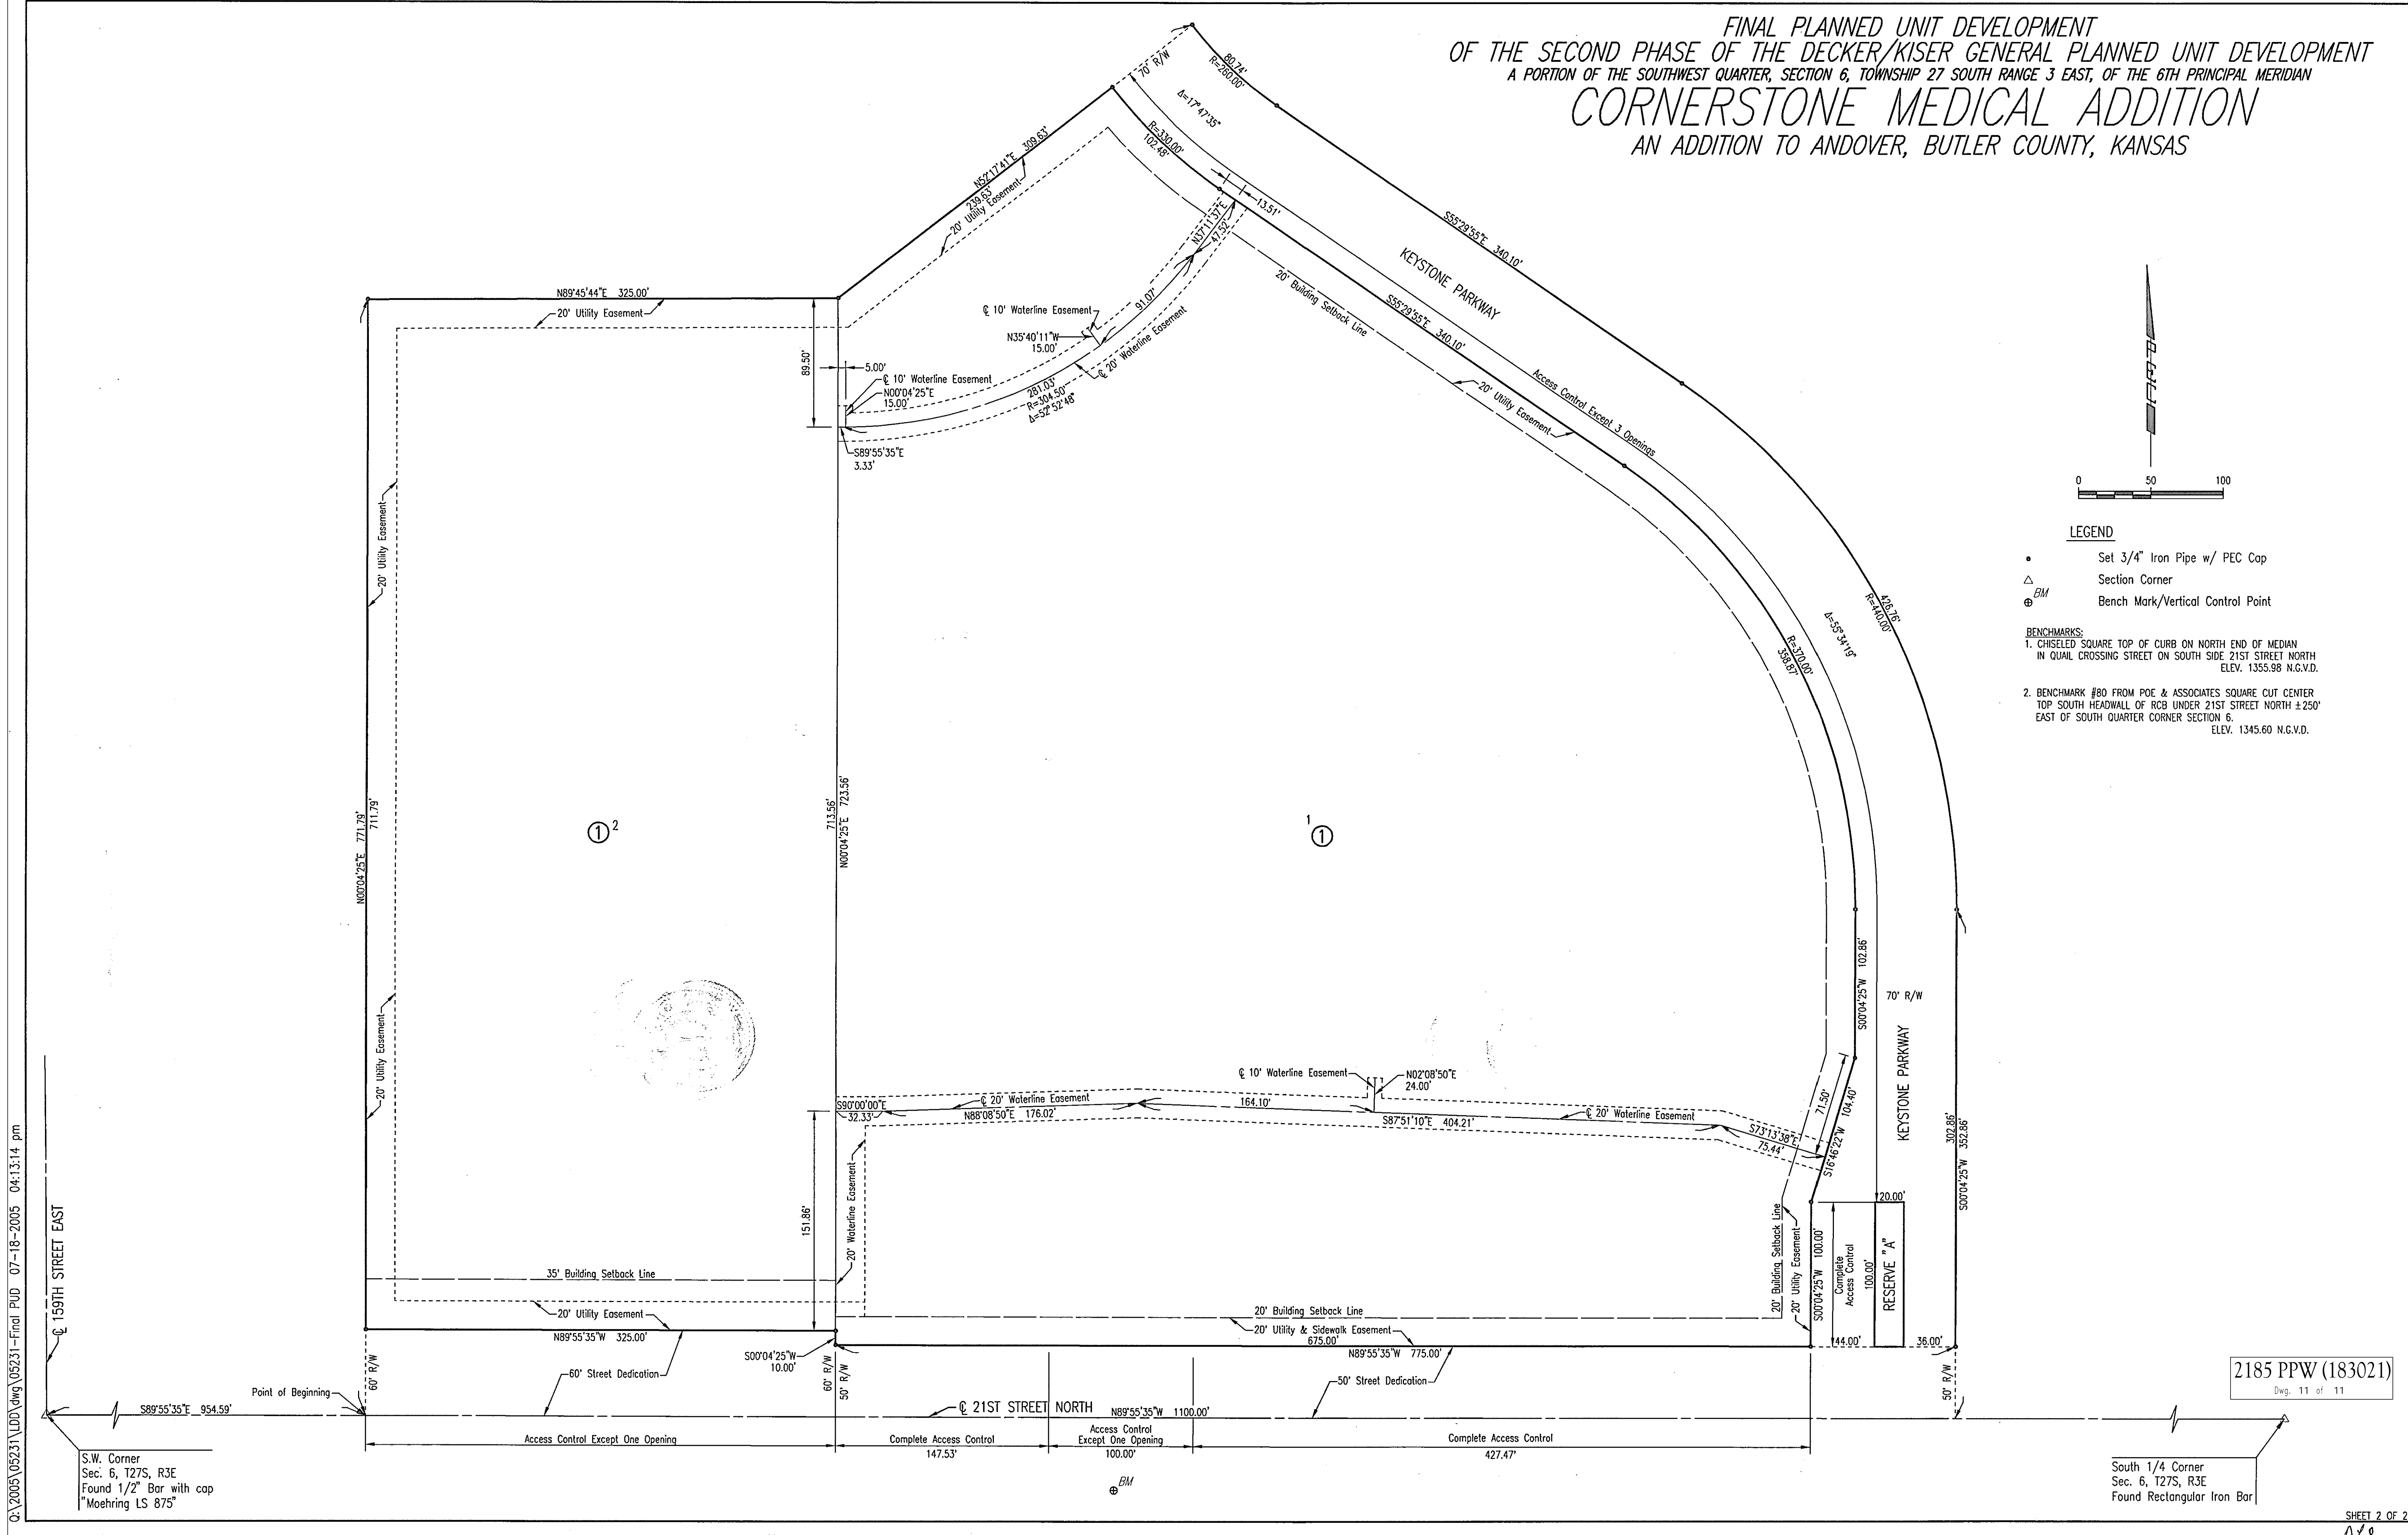 FINAL PLANNED UNIT DEVELOPMENT
OF THE SECOND PHASE OF THE DECKER/KISER GENERAL PLANNED UNIT DEVELOPMENT
A PORTION OF THE SOUTHWEST QUARTER, SECTION 6, TOWNSHIP 27 SOUTH RANGE 3 EAST, OF THE 6TH PRINCIPAL MERIDIAN
CORNERSTONE MEDICAL ADDITION
AN ADDITION TO ANDOVER, BUTLER COUNTY, KANSAS
70' R/W
80.74'
R=260.00'
Δ=17°47'35"
R=330.00'
102.48'
N52°17'41"E 309.63'
239.63'
20' Utility Easement
20' Utility Easement
13.51'
N37°11'37"E
47.52'
S55°29'55"E 340.10'
KEYSTONE PARKWAY
S55°29'55"E 340.10'
20' Building Setback Line
20' Utility Easement
Access Control Except 3 Openings
N89°45'44"E 325.00'
20' Utility Easement
℄ 10' Waterline Easement
N35°40'11"W
15.00'
91.07'
℄ 20' Waterline Easement
89.50'
5.00'
℄ 10' Waterline Easement
N00°04'25"E
15.00'
281.03'
R=304.50'
Δ=52°52'48"
S89°55'35"E
3.33'
PEC
0 50 100
LEGEND
Set 3/4" Iron Pipe w/ PEC Cap
Section Corner
BM
Bench Mark/Vertical Control Point
BENCHMARKS:
1. CHISELED SQUARE TOP OF CURB ON NORTH END OF MEDIAN
IN QUAIL CROSSING STREET ON SOUTH SIDE 21ST STREET NORTH
ELEV. 1355.98 N.G.V.D.
2. BENCHMARK #80 FROM POE & ASSOCIATES SQUARE CUT CENTER
TOP SOUTH HEADWALL OF RCB UNDER 21ST STREET NORTH ±250'
EAST OF SOUTH QUARTER CORNER SECTION 6.
ELEV. 1345.60 N.G.V.D.
20' Utility Easement
426.76'
R=440.00'
Δ=55°34'19"
R=370.00'
358.87'
N00°04'25"E 771.79'
711.79'
713.56'
N00°04'25"E 723.56'
1 2
1 1
20' Utility Easement
S00°04'25"W 102.86'
70' R/W
KEYSTONE PARKWAY
302.86'
S00°04'25"W 352.86'
℄ 10' Waterline Easement
N02°08'50"E
24.00'
S90°00'00"E
32.33'
℄ 20' Waterline Easement
N88°08'50"E 176.02'
164.10'
℄ 20' Waterline Easement
S87°51'10"E 404.21'
S73°13'38"E
75.44'
71.50'
104.40'
S16°46'22"W
151.86'
20' Waterline Easement
20' Building Setback Line
20' Utility Easement
S00°04'25"W 100.00'
Complete
Access Control
100.00'
20.00'
RESERVE "A"
44.00'
36.00'
35' Building Setback Line
20' Utility Easement
N89°55'35"W 325.00'
20' Building Setback Line
20' Utility & Sidewalk Easement
675.00'
N89°55'35"W 775.00'
S00°04'25"W
10.00'
60' R/W
60' Street Dedication
60' R/W
50' R/W
50' Street Dedication
50' R/W
℄ 159TH STREET EAST
Point of Beginning
S89°55'35"E 954.59'
℄ 21ST STREET NORTH
N89°55'35"W 1100.00'
Access Control Except One Opening
Complete Access Control
147.53'
Access Control
Except One Opening
100.00'
Complete Access Control
427.47'
BM
S.W. Corner
Sec. 6, T27S, R3E
Found 1/2" Bar with cap
"Moehring LS 875"
South 1/4 Corner
Sec. 6, T27S, R3E
Found Rectangular Iron Bar
2185 PPW (183021)
Dwg. 11 of 11
SHEET 2 OF 2
Q:\2005\05231\LDD\dwg\05231-Final PUD 07-18-2005 04:13:14 pm